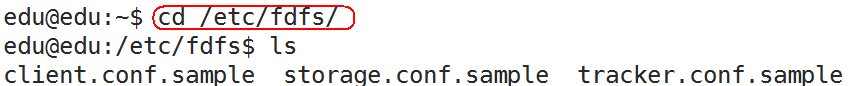 edu@edu:~$ cd /etc/fdfs/
edu@edu:/etc/fdfs$ ls
client.conf.sample  storage.conf.sample  tracker.conf.sample